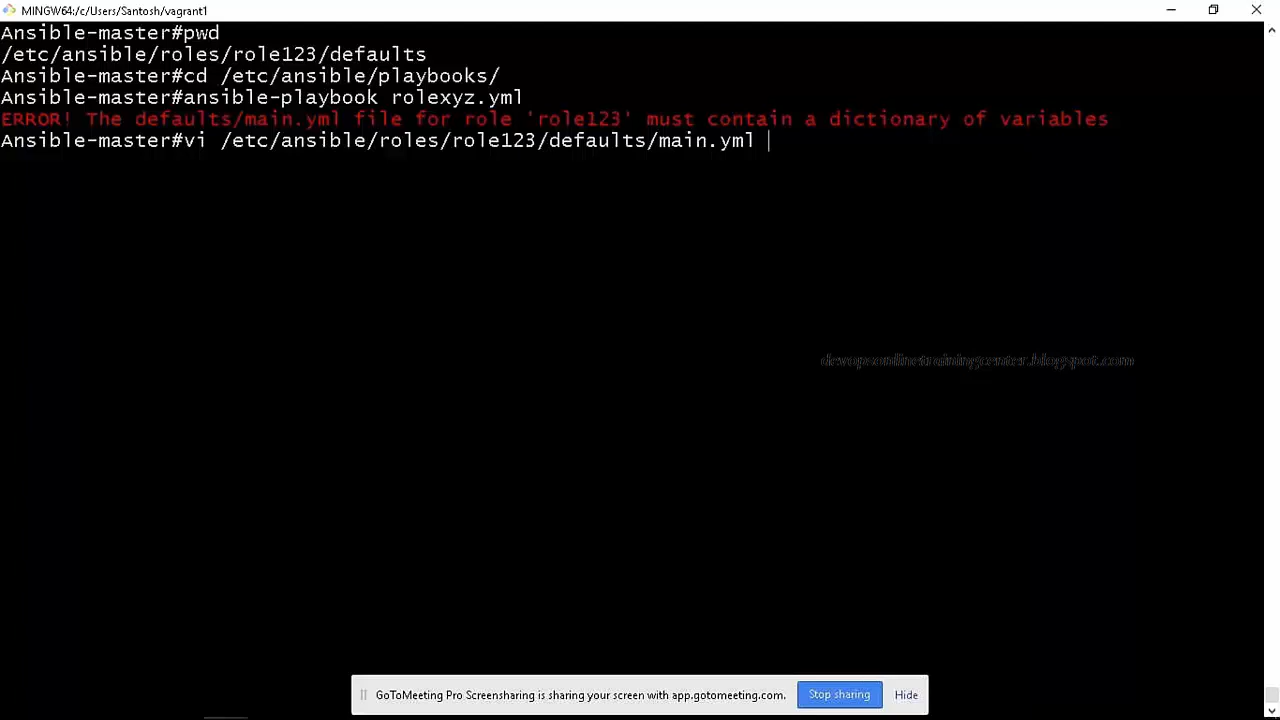 MINGW64:/c/Users/Santosh/vagrant1
Ansible-master#pwd
/etc/ansible/roles/role123/defaults
Ansible-master#cd /etc/ansible/playbooks/
Ansible-master#ansible-playbook rolexyz.yml
ERROR! The defaults/main.yml file for role 'role123' must contain a dictionary of variables
Ansible-master#vi /etc/ansible/roles/role123/defaults/main.yml
devopsonlinetrainingcenter.blogspot.com
GoToMeeting Pro Screensharing is sharing your screen with app.gotomeeting.com.
Stop sharing
Hide